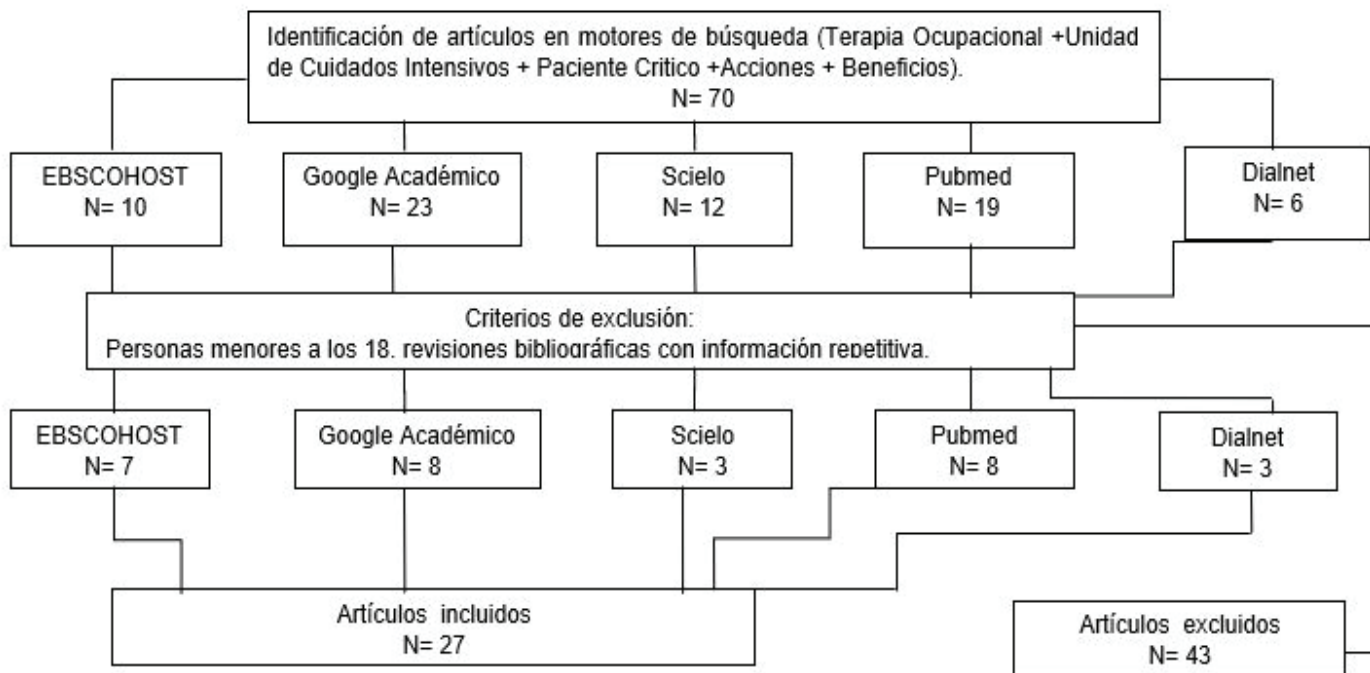 Identificación de artículos en motores de búsqueda (Terapia Ocupacional +Unidad
de Cuidados Intensivos + Paciente Critico +Acciones + Beneficios).
N= 70
EBSCOHOST
N= 10
Google Académico
N= 23
Scielo
N= 12
Pubmed
N= 19
Dialnet
N= 6
Criterios de exclusión:
Personas menores a los 18, revisiones bibliográficas con información repetitiva.
EBSCOHOST
N= 7
Google Académico
N= 8
Scielo
N= 3
Pubmed
N= 8
Dialnet
N= 3
Artículos incluidos
N= 27
Artículos excluidos
N= 43